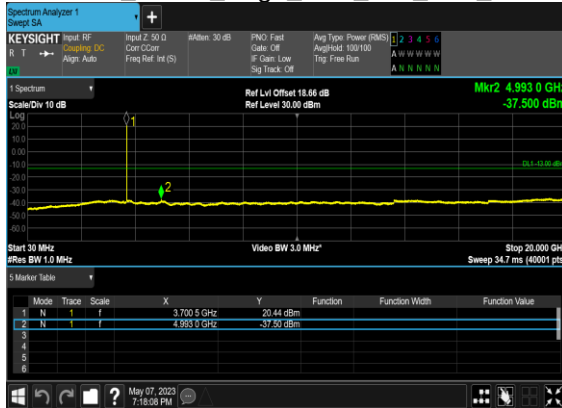 Spectrum Analyzer 1
Swept SA
+
KEYSIGHT
R T
LU
Input: RF
Coupling: DC
Align: Auto
Input Z: 50 Ω
Corr CCorr
Freq Ref: Int (S)
#Atten: 30 dB
PNO: Fast
Gate: Off
IF Gain: Low
Sig Track: Off
Avg Type: Power (RMS)
Avg|Hold: 100/100
Trig: Free Run
1 2 3 4 5 6
A W W W W W
A N N N N N
1 Spectrum
Scale/Div 10 dB
Ref Lvl Offset 18.66 dB
Ref Level 30.00 dBm
Mkr2 4.993 0 GHz
-37.500 dBm
Log
20.0
10.0
0.00
-10.0
-20.0
-30.0
-40.0
-50.0
-60.0
1
2
DL1 -13.00 dBm
Start 30 MHz
#Res BW 1.0 MHz
Video BW 3.0 MHz*
Stop 20.000 GHz
Sweep 34.7 ms (40001 pts)
5 Marker Table
Mode Trace Scale X Y Function Function Width Function Value
1 N 1 f 3.700 5 GHz 20.44 dBm
2 N 1 f 4.993 0 GHz -37.50 dBm
3
4
5
6
?
May 07, 2023
7:18:08 PM